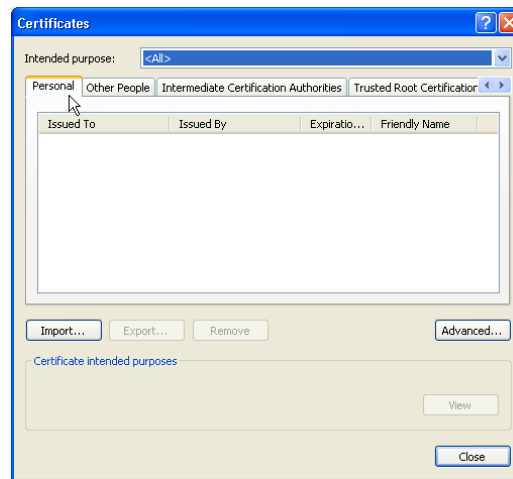 Certificates
Intended purpose: <All>
Personal Other People Intermediate Certification Authorities Trusted Root Certification
Issued To Issued By Expiratio... Friendly Name
Import... Export... Remove Advanced...
Certificate intended purposes
View
Close